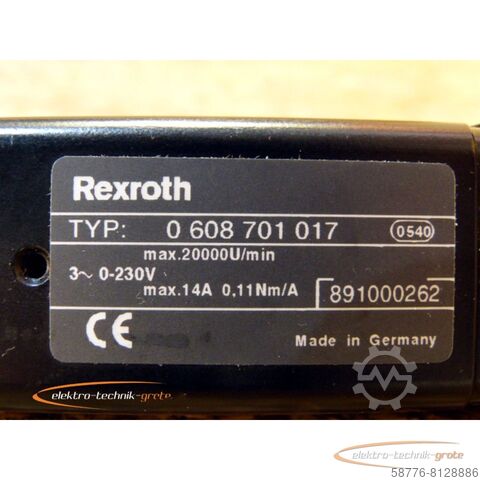 Rexroth
TYP: 0 608 701 017 0540
max.20000U/min
3~ 0-230V
max.14A 0,11Nm/A 891000262
CE
Made in Germany
elektro-technik-grote.
elektro-technik-grote.
58776-8128886